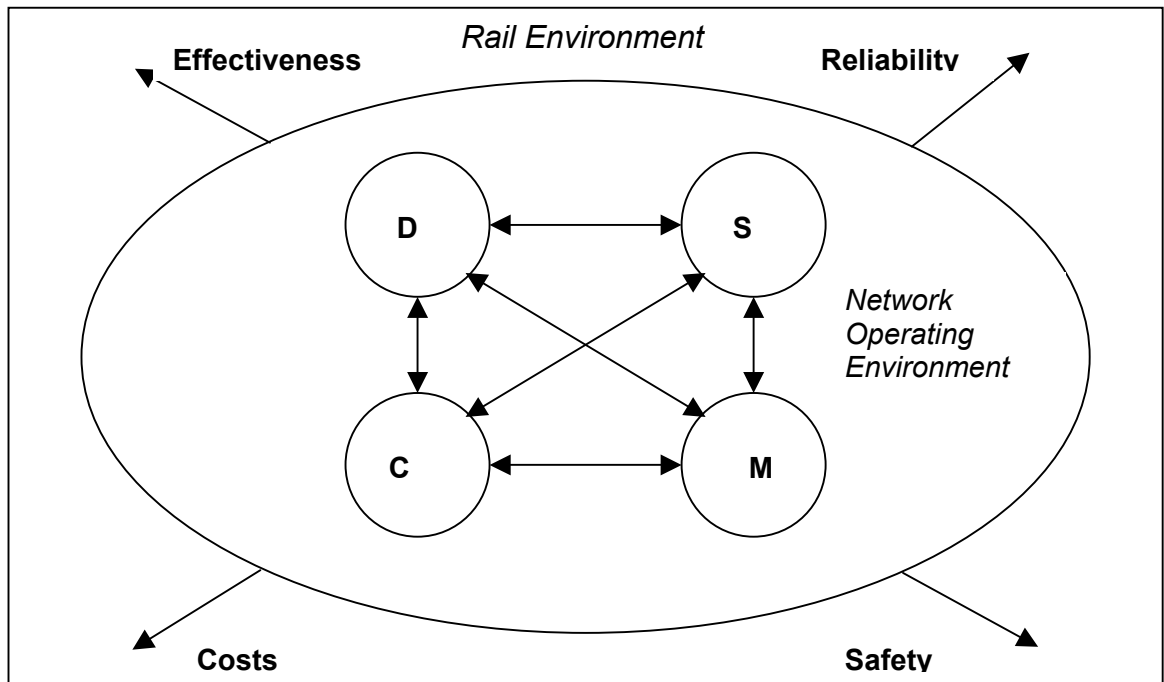 Rail Environment
Effectiveness
Reliability
D
S
Network
Operating
Environment
C
M
Costs
Safety